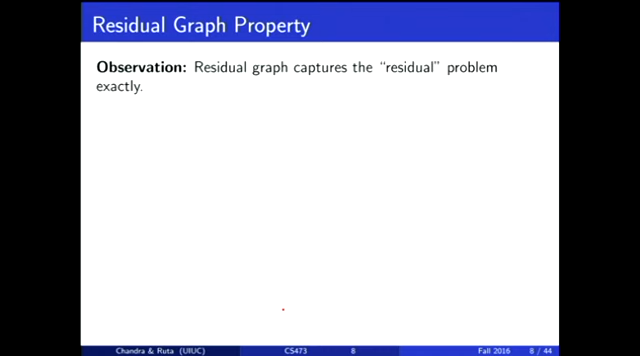 Residual Graph Property
Observation: Residual graph captures the “residual” problem
exactly.
Chandra & Ruta (UIUC) CS473 8 Fall 2016 8 / 44